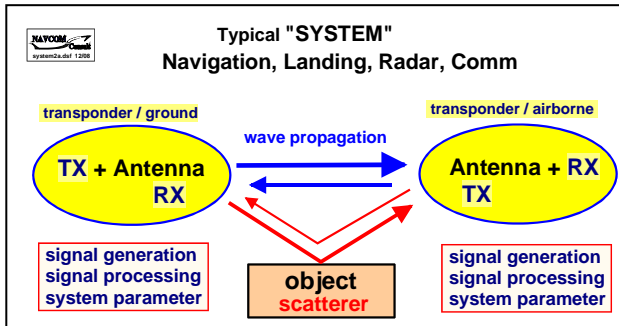 NAVCOM
Consult
system2a.dsf 12/08
Typical "SYSTEM"
Navigation, Landing, Radar, Comm
transponder / ground
transponder / airborne
wave propagation
TX + Antenna
RX
Antenna + RX
TX
signal generation
signal processing
system parameter
object
scatterer
signal generation
signal processing
system parameter